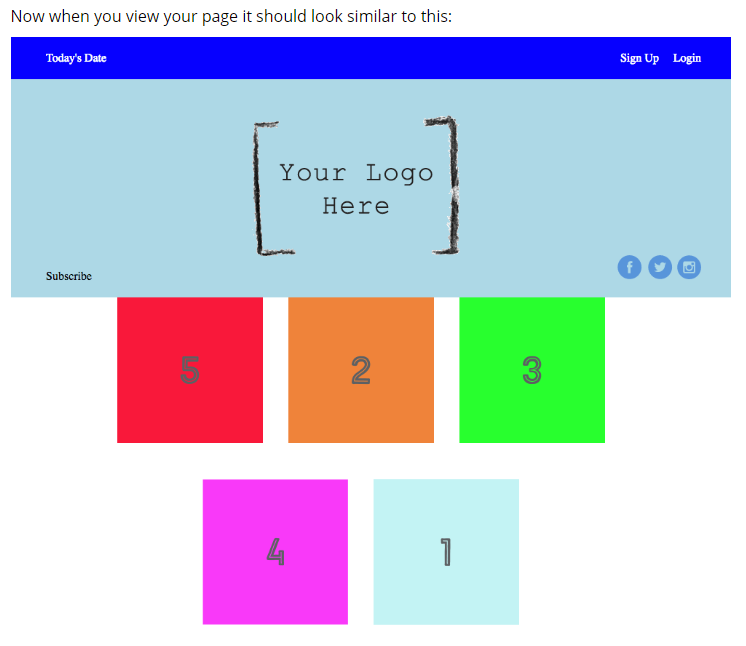 Now when you view your page it should look similar to this:
Today's Date
Sign Up
Login
Your Logo
Here
Subscribe
f
5
2
3
4
1